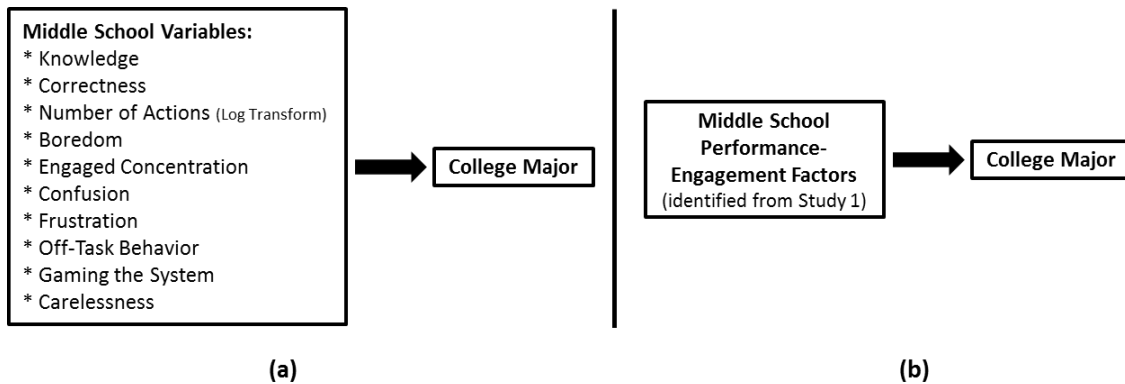 Middle School Variables:
* Knowledge
* Correctness
* Number of Actions (Log Transform)
* Boredom
* Engaged Concentration
* Confusion
* Frustration
* Off-Task Behavior
* Gaming the System
* Carelessness
College Major
(a)
Middle School
Performance-
Engagement Factors
(identified from Study 1)
College Major
(b)